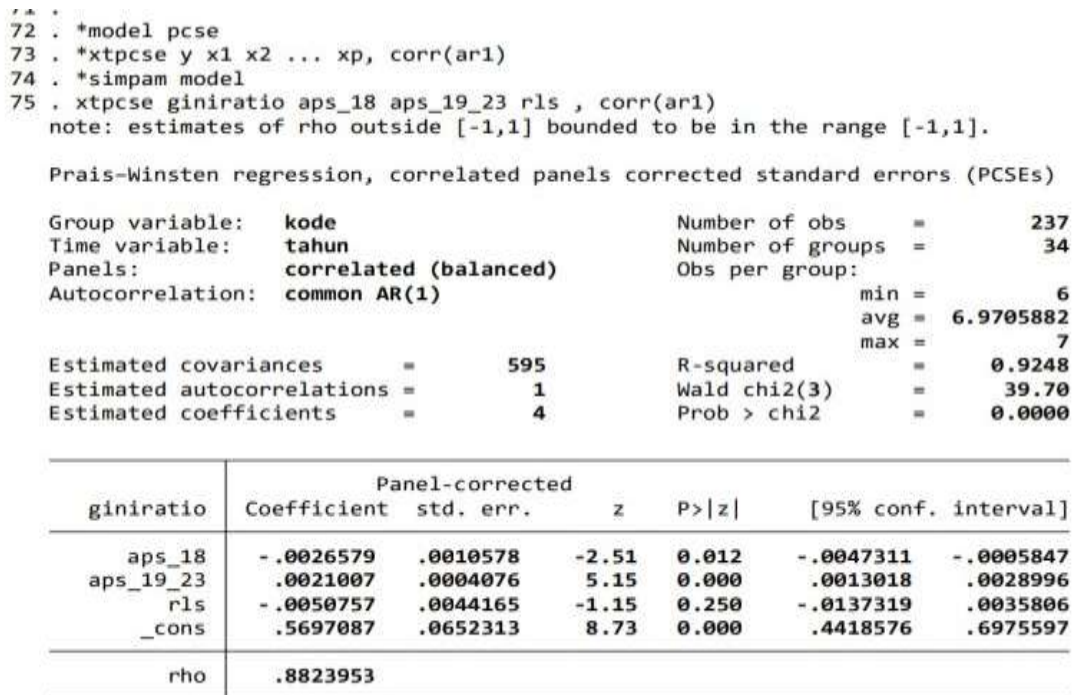 71 .
72 . *model pcse
73 . *xtpcse y x1 x2 ... xp, corr(ar1)
74 . *simpam model
75 . xtpcse giniratio aps_18 aps_19_23 rls , corr(ar1)
note: estimates of rho outside [-1,1] bounded to be in the range [-1,1].
Prais-Winsten regression, correlated panels corrected standard errors (PCSEs)
Group variable: kode Number of obs = 237
Time variable: tahun Number of groups = 34
Panels: correlated (balanced) Obs per group:
Autocorrelation: common AR(1) min = 6
avg = 6.9705882
max = 7
Estimated covariances = 595 R-squared = 0.9248
Estimated autocorrelations = 1 Wald chi2(3) = 39.70
Estimated coefficients = 4 Prob > chi2 = 0.0000
Panel-corrected
giniratio Coefficient std. err. z P>|z| [95% conf. interval]
aps_18 -.0026579 .0010578 -2.51 0.012 -.0047311 -.0005847
aps_19_23 .0021007 .0004076 5.15 0.000 .0013018 .0028996
rls -.0050757 .0044165 -1.15 0.250 -.0137319 .0035806
_cons .5697087 .0652313 8.73 0.000 .4418576 .6975597
rho .8823953